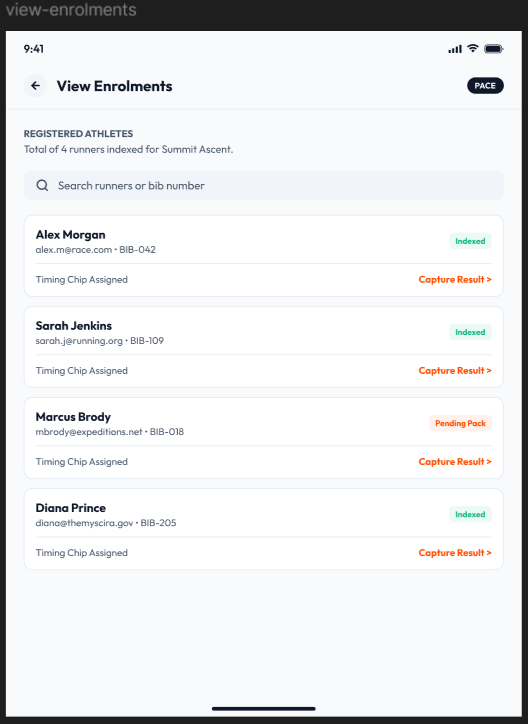 view-enrolments
9:41
View Enrolments
PACE
REGISTERED ATHLETES
Total of 4 runners indexed for Summit Ascent.
Search runners or bib number
Alex Morgan
alex.m@race.com • BIB-042
Indexed
Timing Chip Assigned
Capture Result >
Sarah Jenkins
sarah.j@running.org • BIB-109
Indexed
Timing Chip Assigned
Capture Result >
Marcus Brody
mbrody@expeditions.net • BIB-018
Pending Pack
Timing Chip Assigned
Capture Result >
Diana Prince
diana@themyscira.gov • BIB-205
Indexed
Timing Chip Assigned
Capture Result >